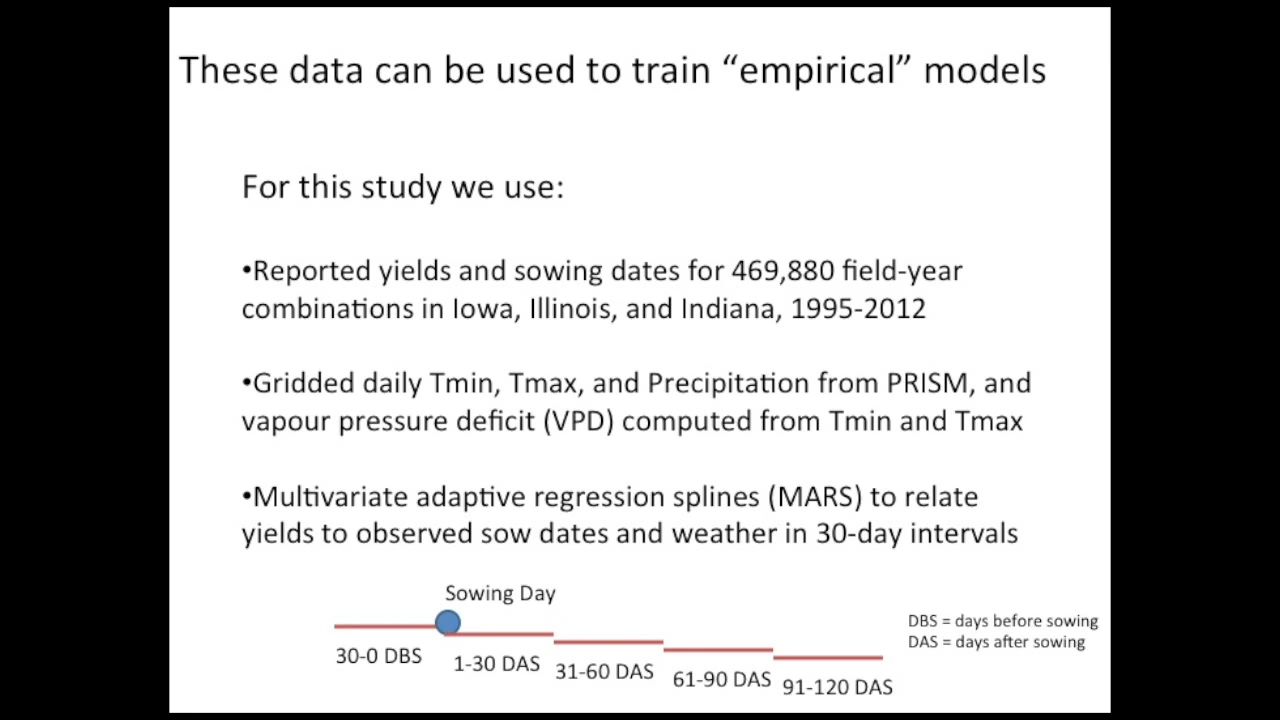 These data can be used to train “empirical” models
For this study we use:
•Reported yields and sowing dates for 469,880 field-year
combinations in Iowa, Illinois, and Indiana, 1995-2012
•Gridded daily Tmin, Tmax, and Precipitation from PRISM, and
vapour pressure deficit (VPD) computed from Tmin and Tmax
•Multivariate adaptive regression splines (MARS) to relate
yields to observed sow dates and weather in 30-day intervals
Sowing Day
DBS = days before sowing
DAS = days after sowing
30-0 DBS
1-30 DAS
31-60 DAS
61-90 DAS
91-120 DAS